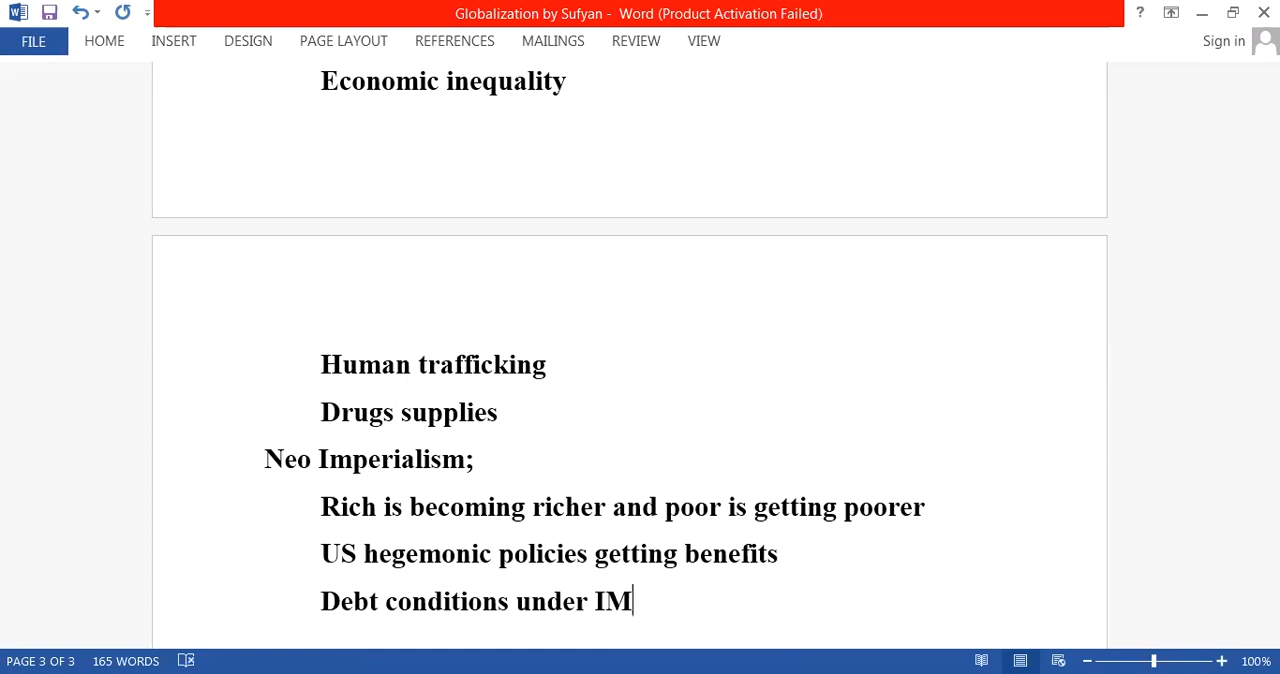 Globalization by Sufyan - Word (Product Activation Failed)
?
FILE HOME INSERT DESIGN PAGE LAYOUT REFERENCES MAILINGS REVIEW VIEW Sign in
Economic inequality
Human trafficking
Drugs supplies
Neo Imperialism;
Rich is becoming richer and poor is getting poorer
US hegemonic policies getting benefits
Debt conditions under IM
PAGE 3 OF 3 165 WORDS 100%